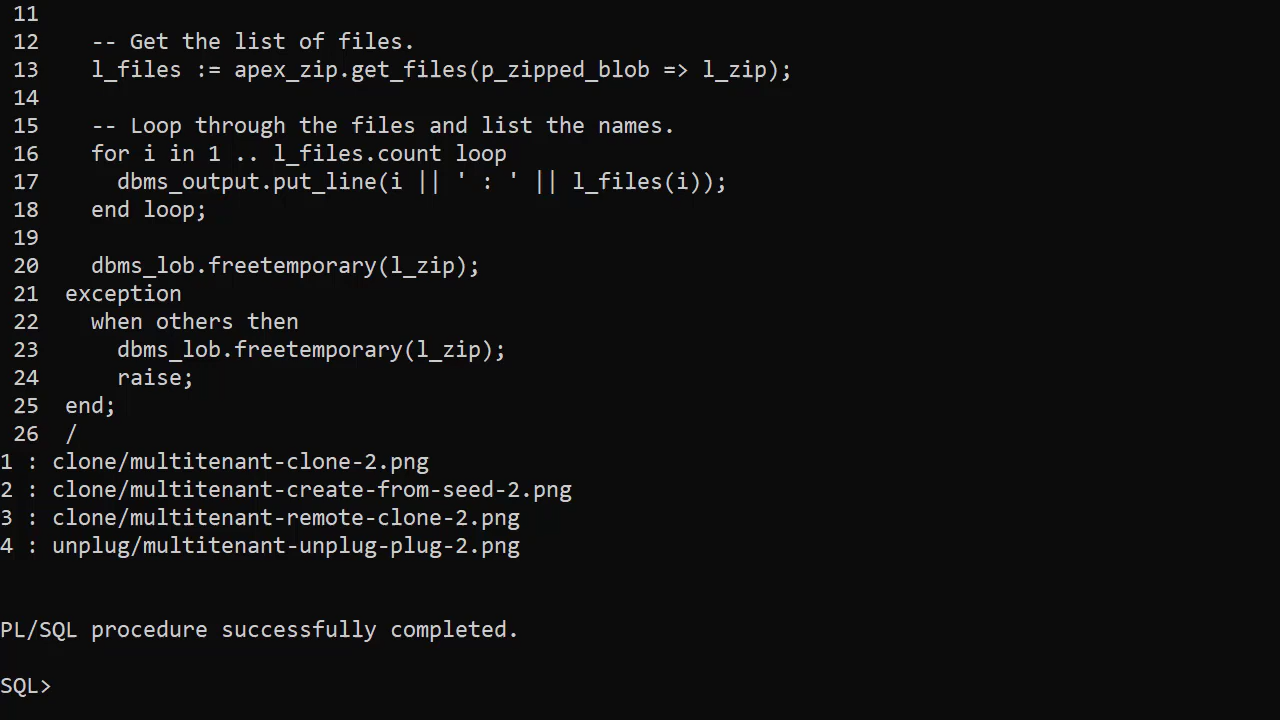 11
12    -- Get the list of files.
13    l_files := apex_zip.get_files(p_zipped_blob => l_zip);
14
15    -- Loop through the files and list the names.
16    for i in 1 .. l_files.count loop
17      dbms_output.put_line(i || ' : ' || l_files(i));
18    end loop;
19
20    dbms_lob.freetemporary(l_zip);
21  exception
22    when others then
23      dbms_lob.freetemporary(l_zip);
24      raise;
25  end;
26  /
1 : clone/multitenant-clone-2.png
2 : clone/multitenant-create-from-seed-2.png
3 : clone/multitenant-remote-clone-2.png
4 : unplug/multitenant-unplug-plug-2.png
PL/SQL procedure successfully completed.
SQL>